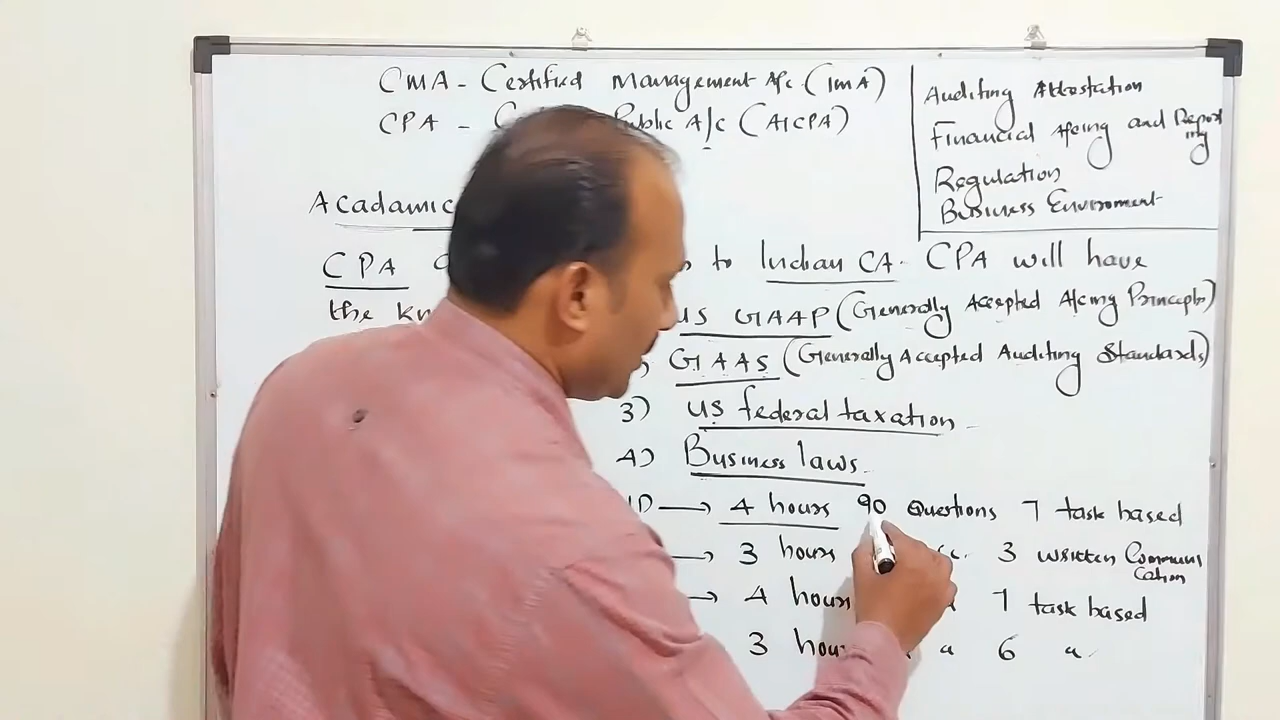 CMA - Certified Management A/c (IMA)
CPA - Public A/c (AICPA)
Auditing Attestation
Financial A/cing and Reporting
Regulation
Business Enviroment
Acadamic
CPA to Indian CA. CPA will have
the US GAAP (Generally Accepted A/cing Principls)
GAAS (Generally Accepted Auditing Standards)
3) US federal taxation
4) Business laws
4 hours 90 Questions 7 task based
3 hours 3 written Communication
4 hours 7 task based
3 hours 6 "